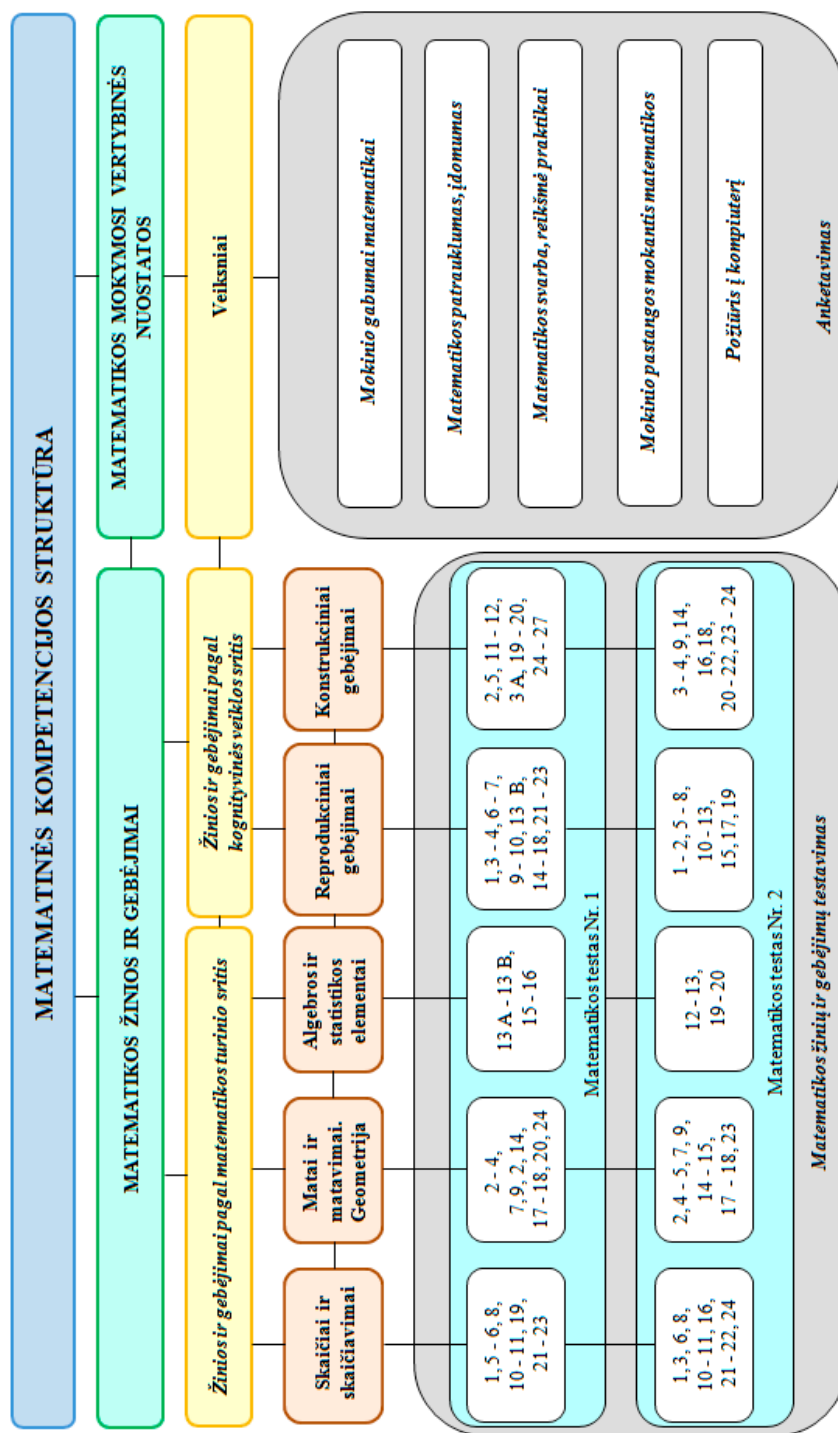 MATEMATINĖS KOMPETENCIJOS STRUKTŪRA
MATEMATIKOS ŽINIOS IR GEBĖJIMAI
MATEMATIKOS MOKYMOSI VERTYBINĖS
NUOSTATOS
Žinios ir gebėjimai pagal matematikos turinio sritis
Žinios ir gebėjimai pagal
kognityvinės veiklos sritis
Veiksniai
Skaičiai ir
skaičiavimai
Matai ir
matavimai.
Geometrija
Algebros ir
statistikos
elementai
Reprodukciniai
gebėjimai
Konstrukciniai
gebėjimai
1, 5 - 6, 8,
10 - 11, 19,
21 - 23
2 - 4,
7, 9, 2, 14,
17 - 18, 20, 24
13 A - 13 B,
15 - 16
1, 3 - 4, 6 - 7,
9 - 10, 13 B,
14 - 18, 21 - 23
2, 5, 11 - 12,
3 A, 19 - 20,
24 - 27
Matematikos testas Nr. 1
1, 3, 6, 8,
10 - 11, 16,
21 - 22, 24
2, 4 - 5, 7, 9,
14 - 15,
17 - 18, 23
12 - 13,
19 - 20
1 - 2, 5 - 8,
10 - 13,
15, 17, 19
3 - 4, 9, 14,
16, 18,
20 - 22, 23 - 24
Matematikos testas Nr. 2
Matematikos žinių ir gebėjimų testavimas
Mokinio gabumai matematikai
Matematikos patrauklumas, įdomumas
Matematikos svarba, reikšmė praktikai
Mokinio pastangos mokantis matematikos
Požiūris į kompiuterį
Anketavimas